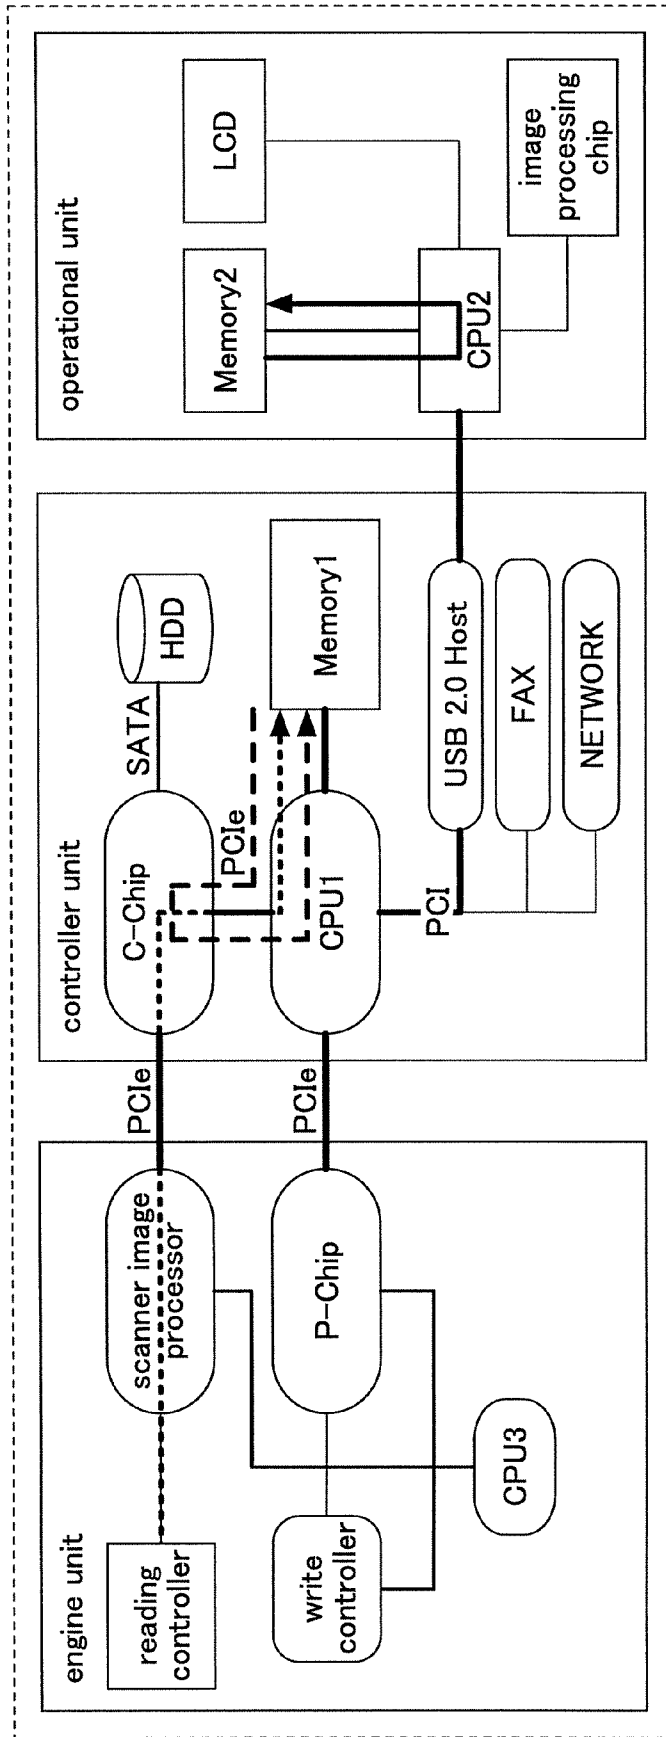 engine unit
reading
controller
scanner image
processor
write
controller
P-Chip
CPU3
PCIe
PCIe
controller unit
C-Chip
SATA
HDD
PCIe
CPU1
Memory1
PCI
USB 2.0 Host
FAX
NETWORK
operational unit
Memory2
LCD
CPU2
image
processing
chip